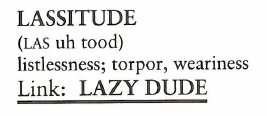 LASSITUDE
(LAS uh tood)
listlessness; torpor, weariness
Link: LAZY DUDE